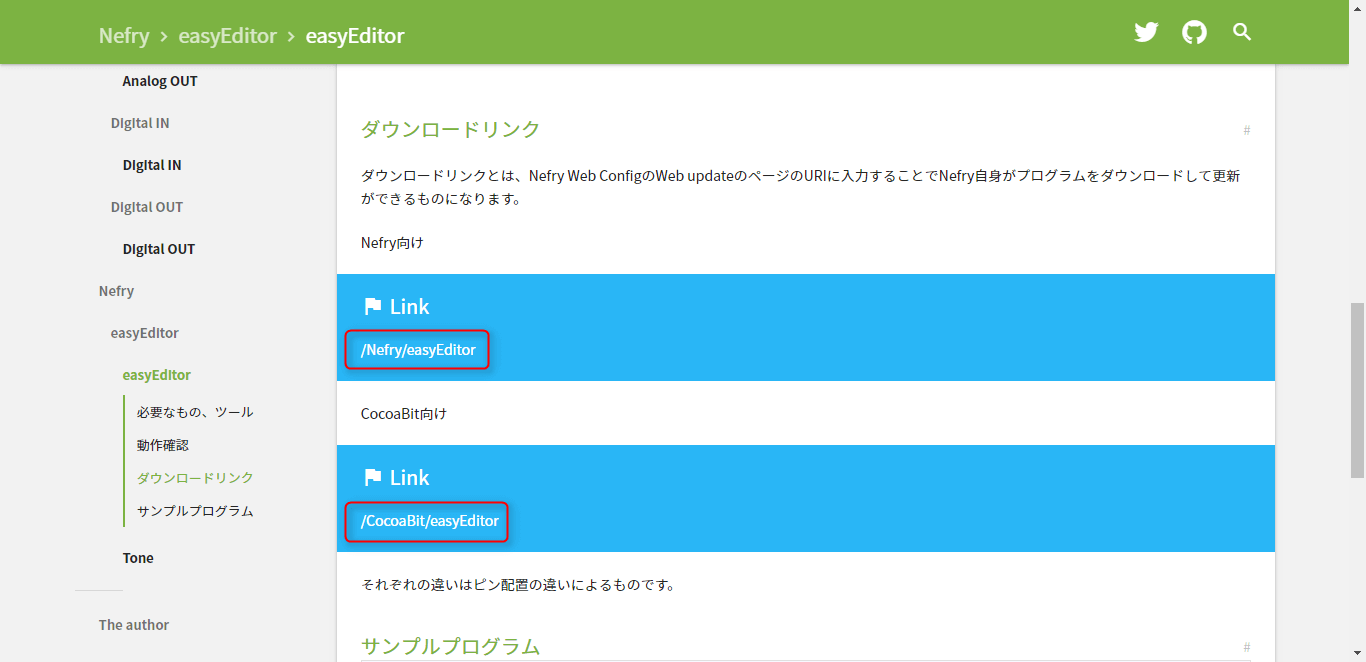 Nefry › easyEditor › easyEditor
Analog OUT
Digital IN
Digital IN
Digital OUT
Digital OUT
Nefry
easyEditor
easyEditor
必要なもの、ツール
動作確認
ダウンロードリンク
サンプルプログラム
Tone
The author
ダウンロードリンク #
ダウンロードリンクとは、Nefry Web ConfigのWeb updateのページのURIに入力することでNefry自身がプログラムをダウンロードして更新
ができるものになります。
Nefry向け
Link
/Nefry/easyEditor
CocoaBit向け
Link
/CocoaBit/easyEditor
それぞれの違いはピン配置の違いによるものです。
サンプルプログラム #